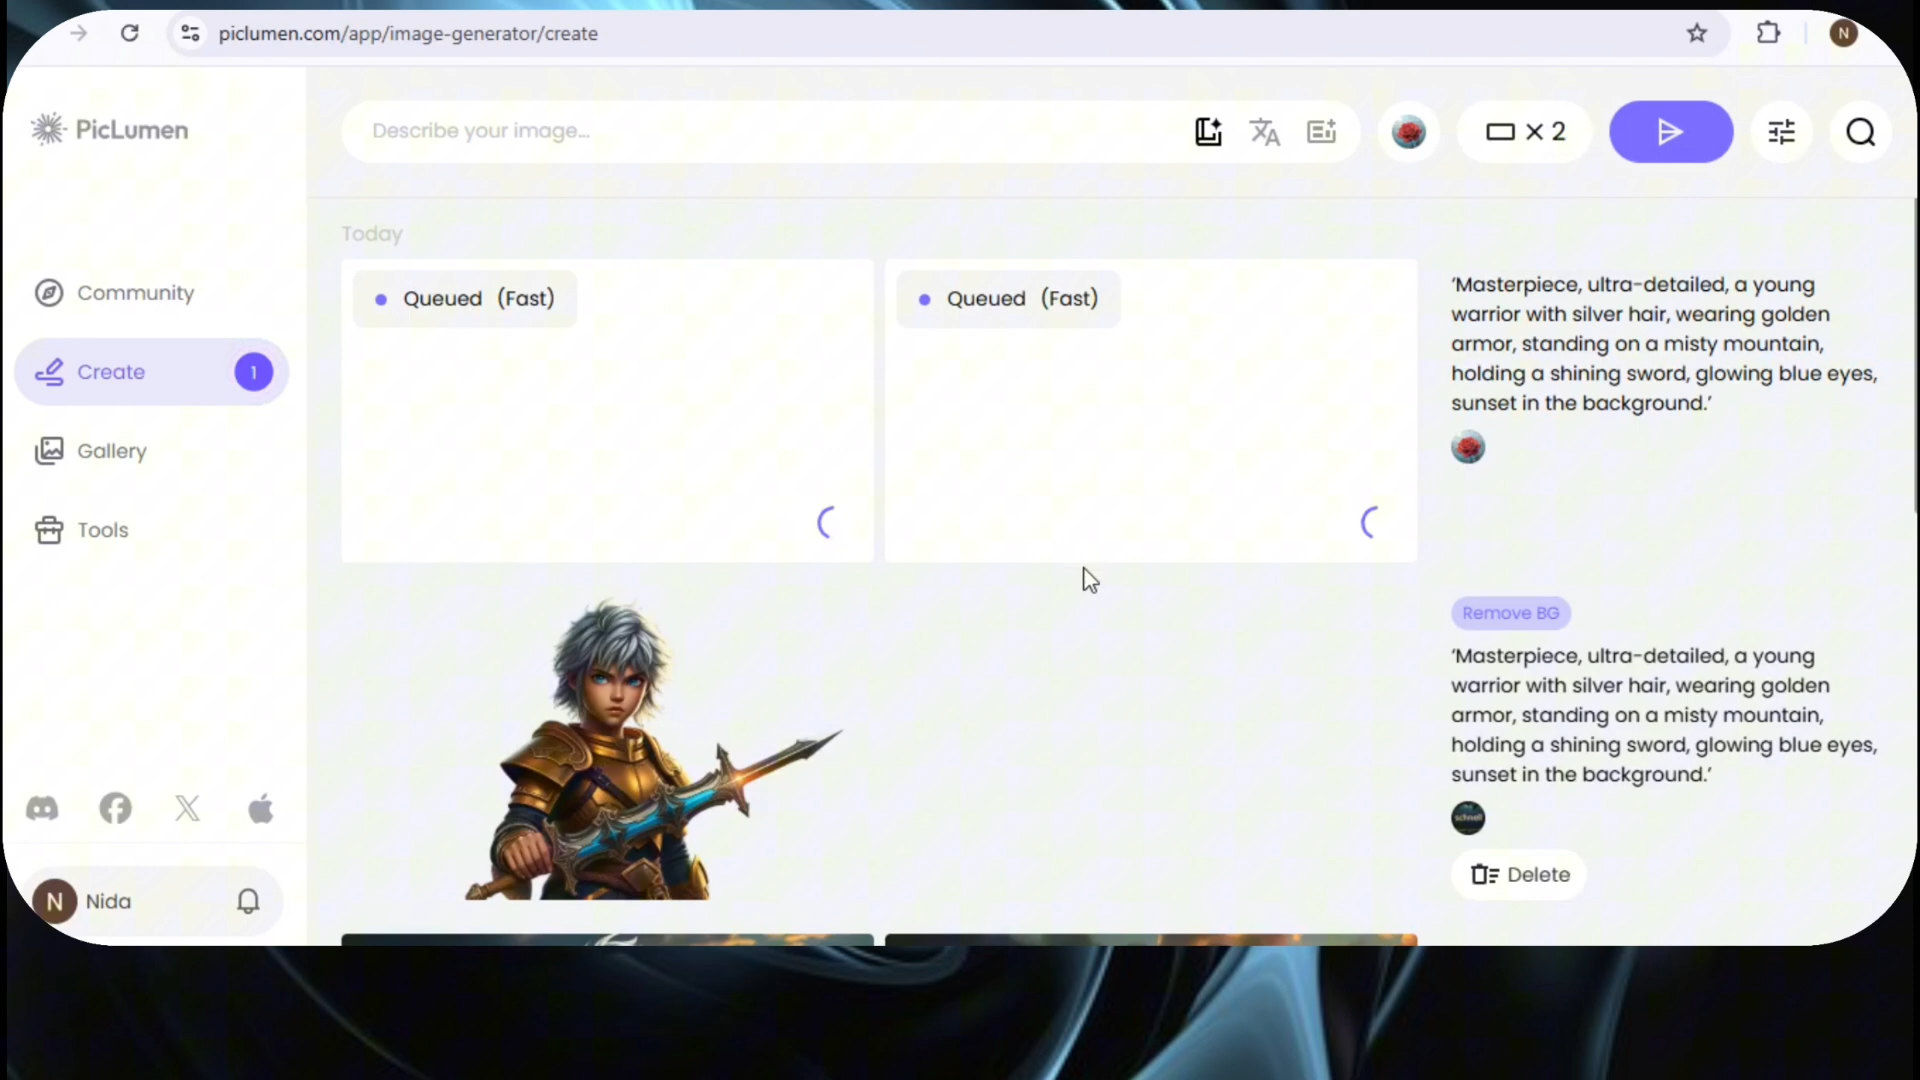 piclumen.com/app/image-generator/create
N
PicLumen
Describe your image...
× 2
Today
Community
Create
1
Gallery
Tools
Queued (Fast)
Queued (Fast)
‘Masterpiece, ultra-detailed, a young
warrior with silver hair, wearing golden
armor, standing on a misty mountain,
holding a shining sword, glowing blue eyes,
sunset in the background.’
Remove BG
‘Masterpiece, ultra-detailed, a young
warrior with silver hair, wearing golden
armor, standing on a misty mountain,
holding a shining sword, glowing blue eyes,
sunset in the background.’
schnell
Delete
N
Nida